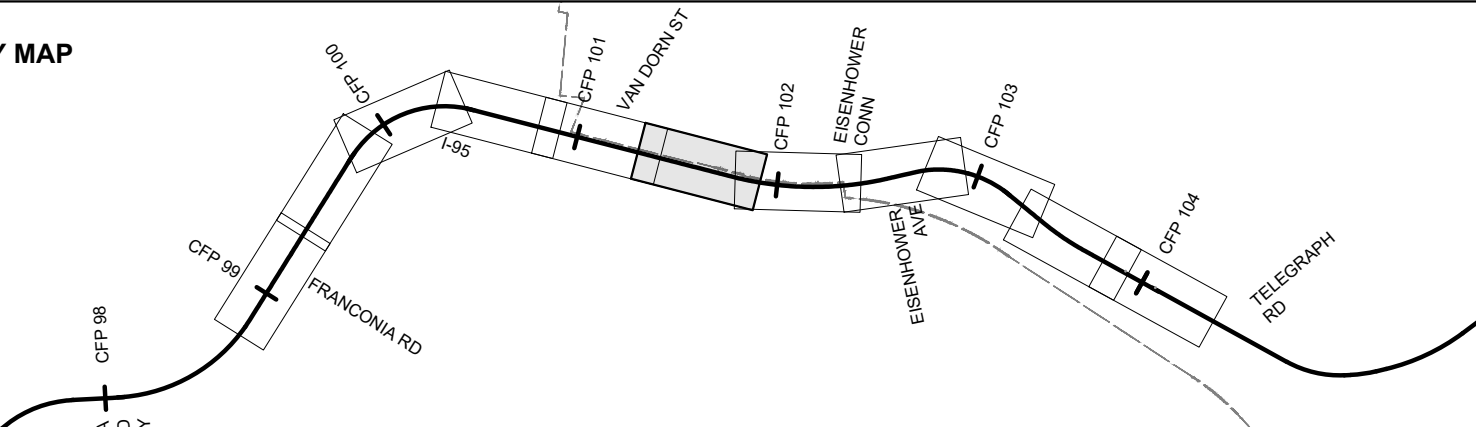 Y MAP
CFP 98
CFP 99
FRANCONIA RD
CFP 100
I-95
CFP 101
VAN DORN ST
CFP 102
EISENHOWER
CONN
EISENHOWER
AVE
CFP 103
CFP 104
TELEGRAPH
RD